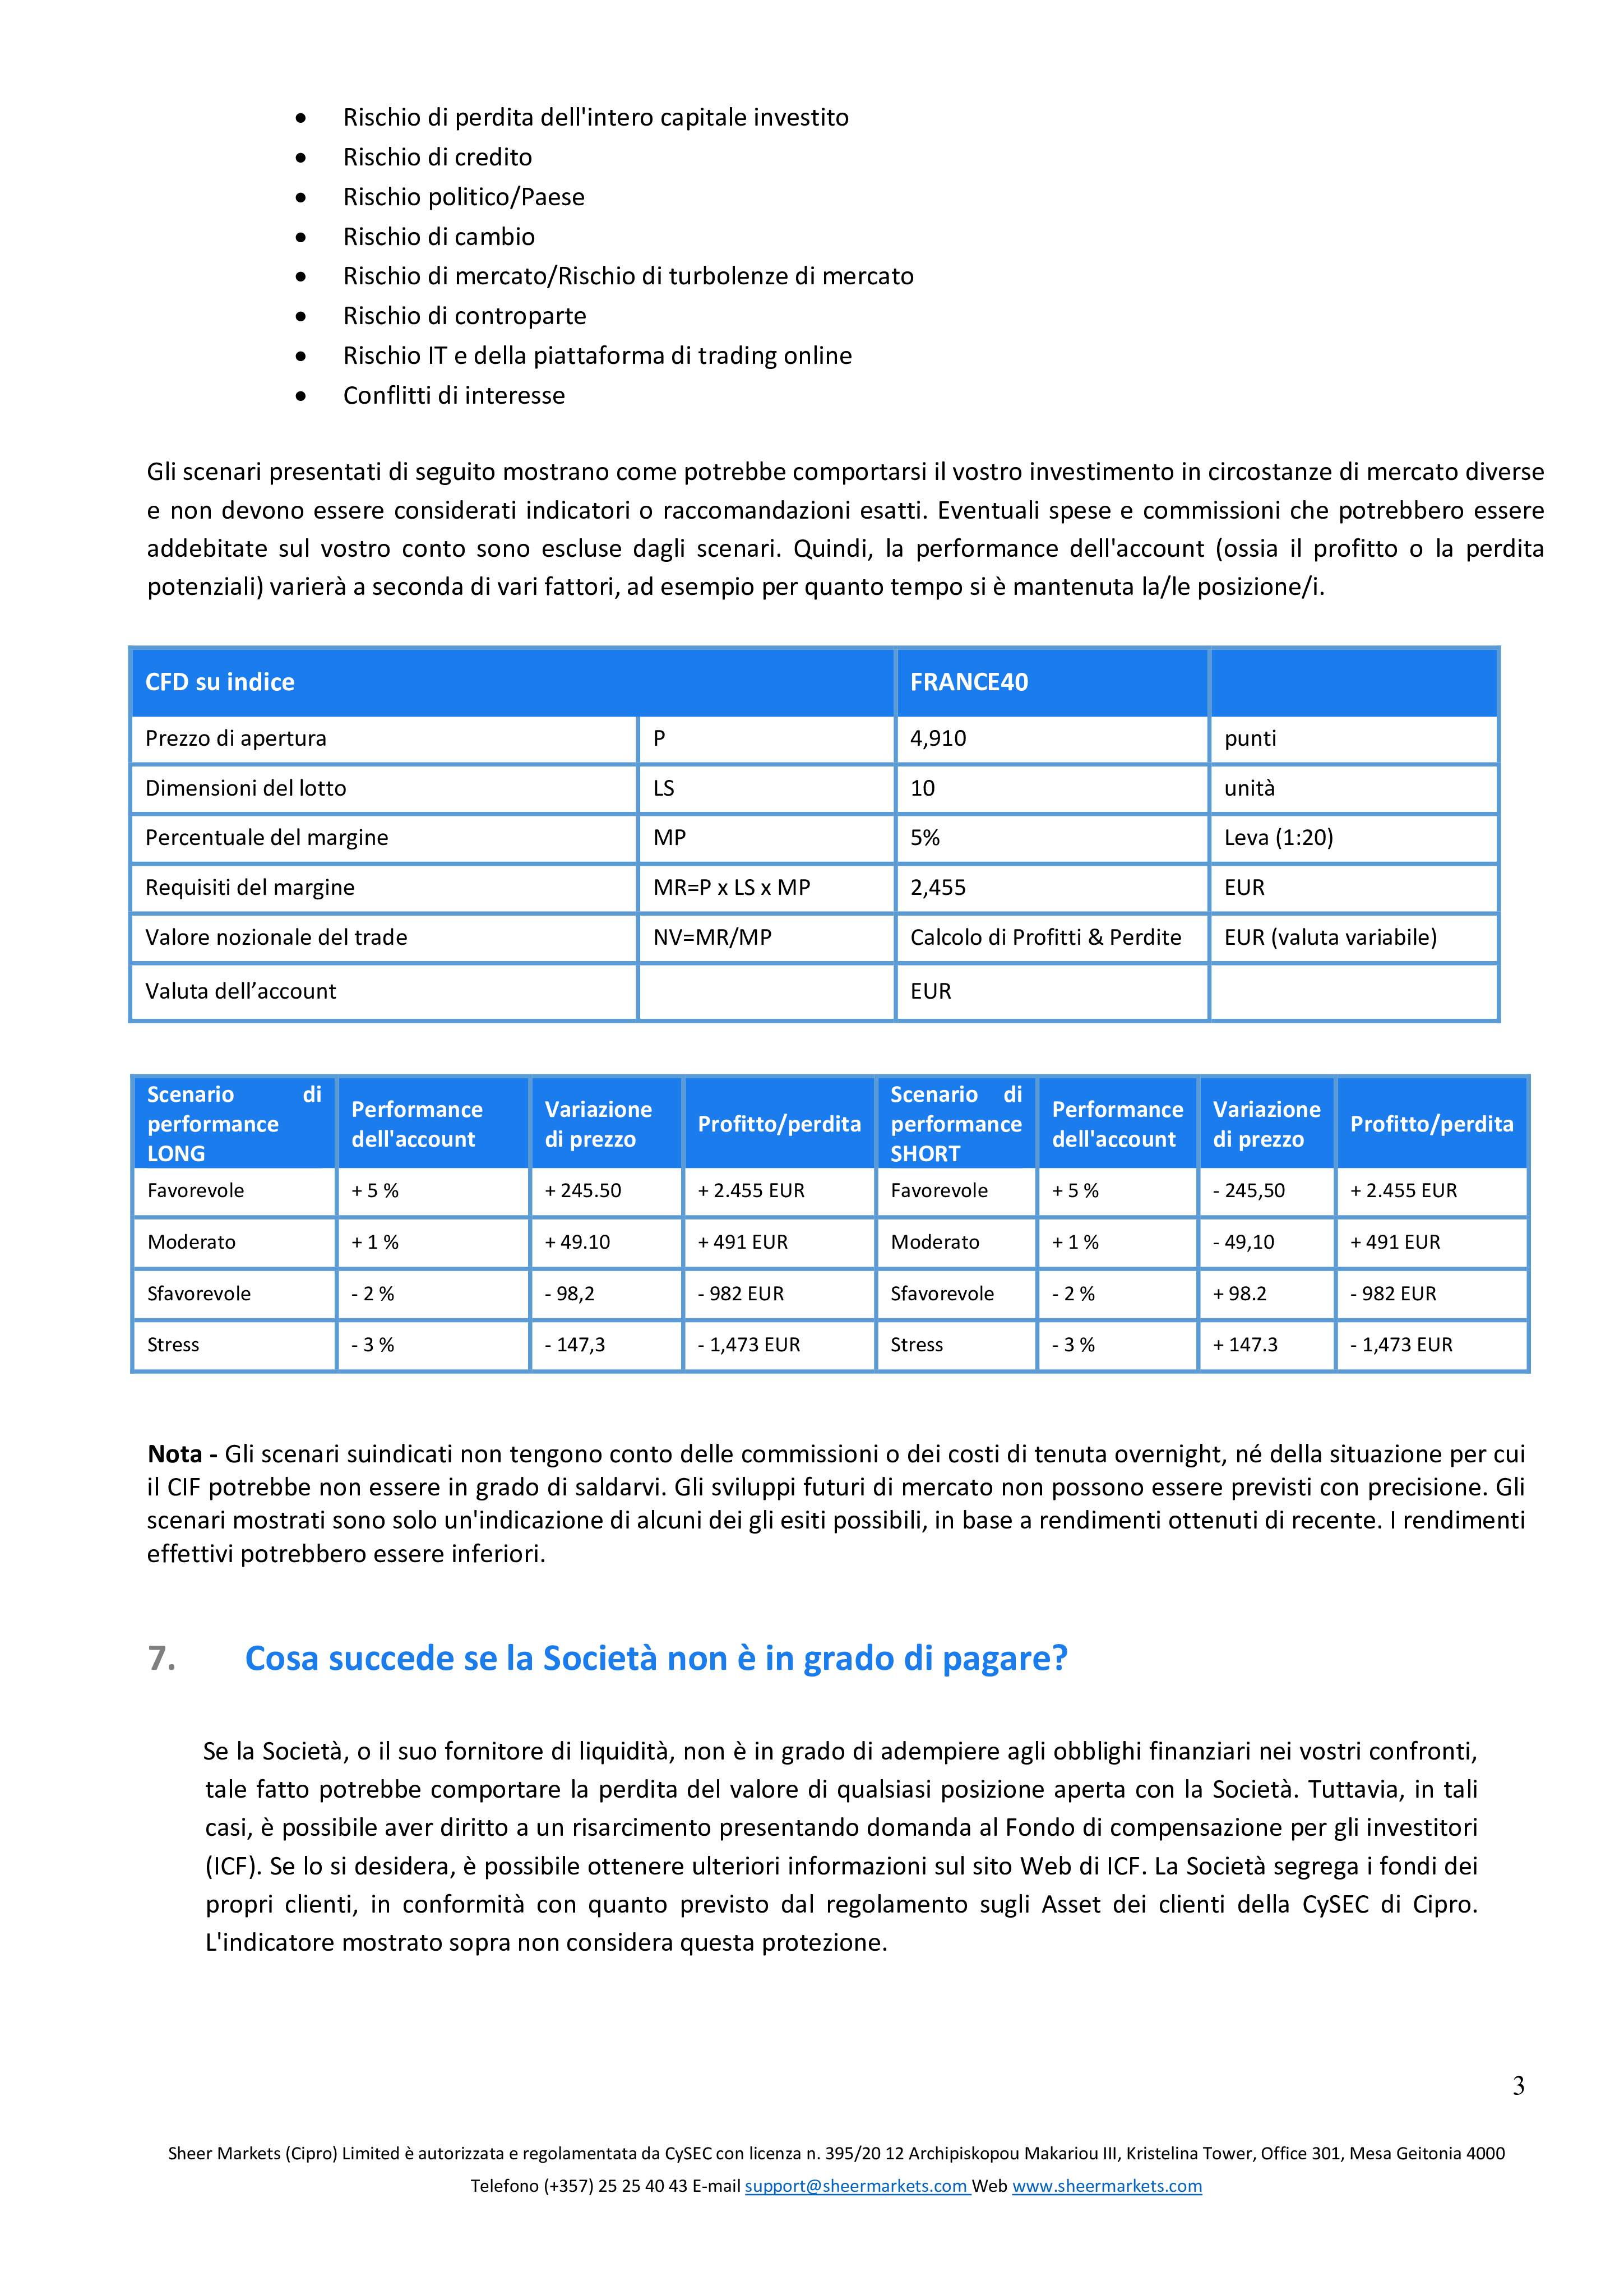 • Rischio di perdita dell'intero capitale investito
• Rischio di credito
• Rischio politico/Paese
• Rischio di cambio
• Rischio di mercato/Rischio di turbolenze di mercato
• Rischio di controparte
• Rischio IT e della piattaforma di trading online
• Conflitti di interesse
Gli scenari presentati di seguito mostrano come potrebbe comportarsi il vostro investimento in circostanze di mercato diverse
e non devono essere considerati indicatori o raccomandazioni esatti. Eventuali spese e commissioni che potrebbero essere
addebitate sul vostro conto sono escluse dagli scenari. Quindi, la performance dell'account (ossia il profitto o la perdita
potenziali) varierà a seconda di vari fattori, ad esempio per quanto tempo si è mantenuta la/le posizione/i.
CFD su indice FRANCE40
Prezzo di apertura P 4,910 punti
Dimensioni del lotto LS 10 unità
Percentuale del margine MP 5% Leva (1:20)
Requisiti del margine MR=P x LS x MP 2,455 EUR
Valore nozionale del trade NV=MR/MP Calcolo di Profitti & Perdite EUR (valuta variabile)
Valuta dell’account EUR
Scenario di performance LONG Performance dell'account Variazione di prezzo Profitto/perdita Scenario di performance SHORT Performance dell'account Variazione di prezzo Profitto/perdita
Favorevole + 5 % + 245.50 + 2.455 EUR Favorevole + 5 % - 245,50 + 2.455 EUR
Moderato + 1 % + 49.10 + 491 EUR Moderato + 1 % - 49,10 + 491 EUR
Sfavorevole - 2 % - 98,2 - 982 EUR Sfavorevole - 2 % + 98.2 - 982 EUR
Stress - 3 % - 147,3 - 1,473 EUR Stress - 3 % + 147.3 - 1,473 EUR
Nota - Gli scenari suindicati non tengono conto delle commissioni o dei costi di tenuta overnight, né della situazione per cui
il CIF potrebbe non essere in grado di saldarvi. Gli sviluppi futuri di mercato non possono essere previsti con precisione. Gli
scenari mostrati sono solo un'indicazione di alcuni dei gli esiti possibili, in base a rendimenti ottenuti di recente. I rendimenti
effettivi potrebbero essere inferiori.
7. Cosa succede se la Società non è in grado di pagare?
Se la Società, o il suo fornitore di liquidità, non è in grado di adempiere agli obblighi finanziari nei vostri confronti,
tale fatto potrebbe comportare la perdita del valore di qualsiasi posizione aperta con la Società. Tuttavia, in tali
casi, è possibile aver diritto a un risarcimento presentando domanda al Fondo di compensazione per gli investitori
(ICF). Se lo si desidera, è possibile ottenere ulteriori informazioni sul sito Web di ICF. La Società segrega i fondi dei
propri clienti, in conformità con quanto previsto dal regolamento sugli Asset dei clienti della CySEC di Cipro.
L'indicatore mostrato sopra non considera questa protezione.
3
Sheer Markets (Cipro) Limited è autorizzata e regolamentata da CySEC con licenza n. 395/20 12 Archipiskopou Makariou III, Kristelina Tower, Office 301, Mesa Geitonia 4000
Telefono (+357) 25 25 40 43 E-mail support@sheermarkets.com Web www.sheermarkets.com